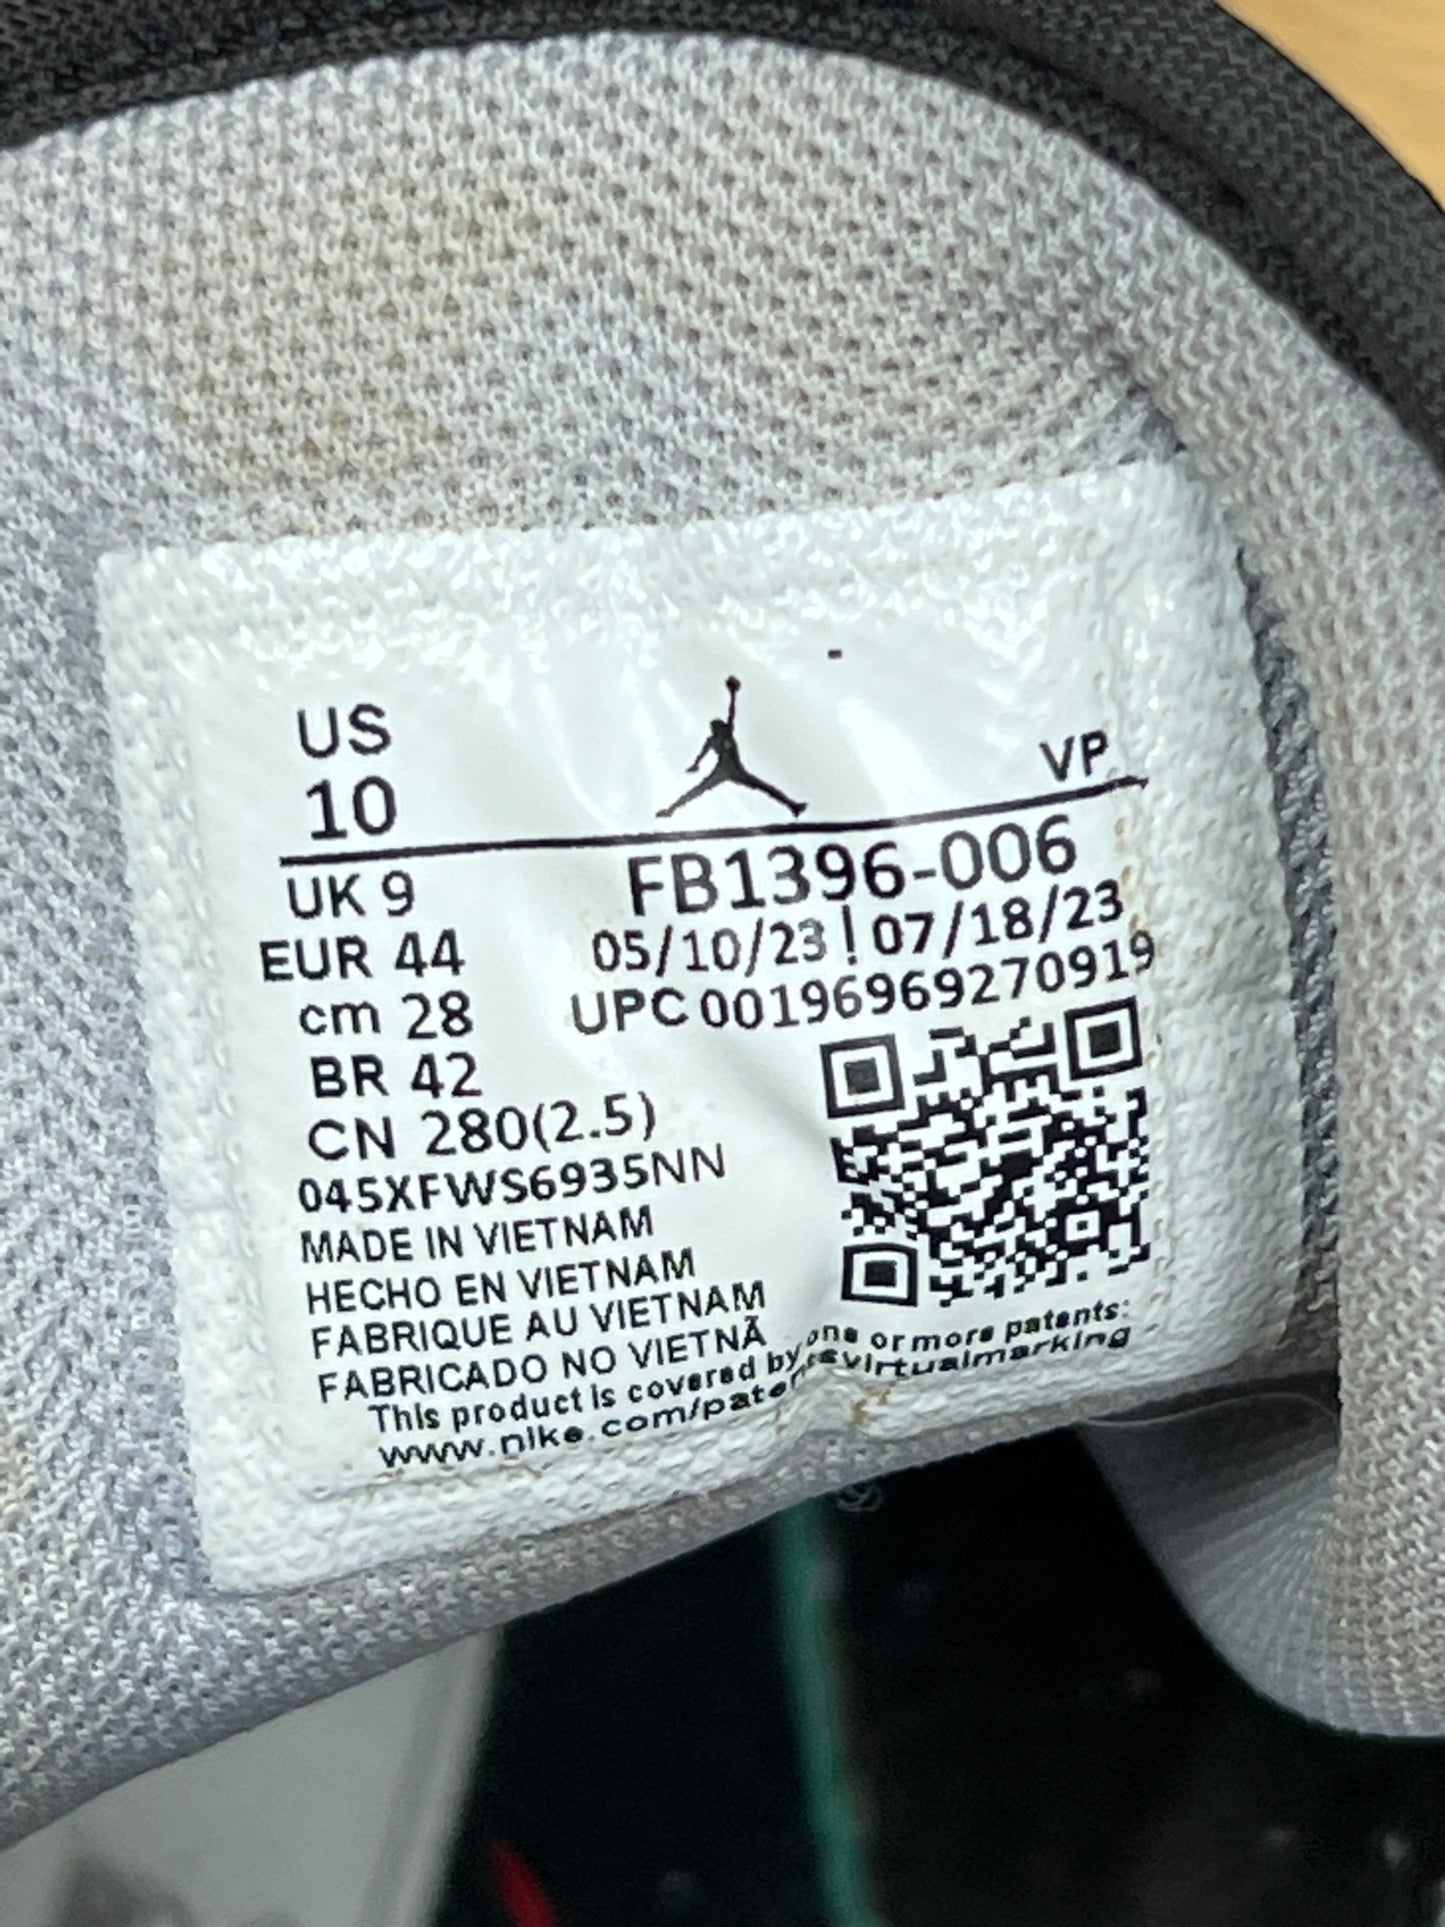 US
10
VP
UK 9
FB1396-006
EUR 44
05/10/23 | 07/18/23
cm 28
UPC 00196969270919
BR 42
CN 280(2.5)
045XFWS6935NN
MADE IN VIETNAM
HECHO EN VIETNAM
FABRIQUE AU VIETNAM
FABRICADO NO VIETNÃ
This product is covered by one or more patents:
www.nike.com/patentsvirtualmarking